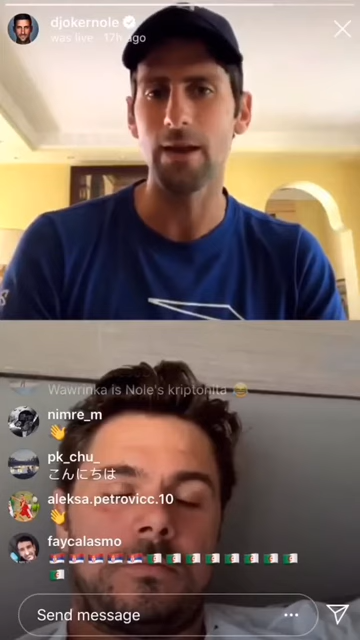 djokernole
was live · 17h ago
Wawrinka is Nole's kriptonita 😅
nimre_m
👋
pk_chu_
こんにちは
aleksa.petrovicc.10
👋
faycalasmo
🇷🇸🇷🇸🇷🇸🇷🇸🇷🇸🇩🇿🇩🇿🇩🇿🇩🇿🇩🇿🇩🇿🇩🇿🇩🇿
🇩🇿
Send message